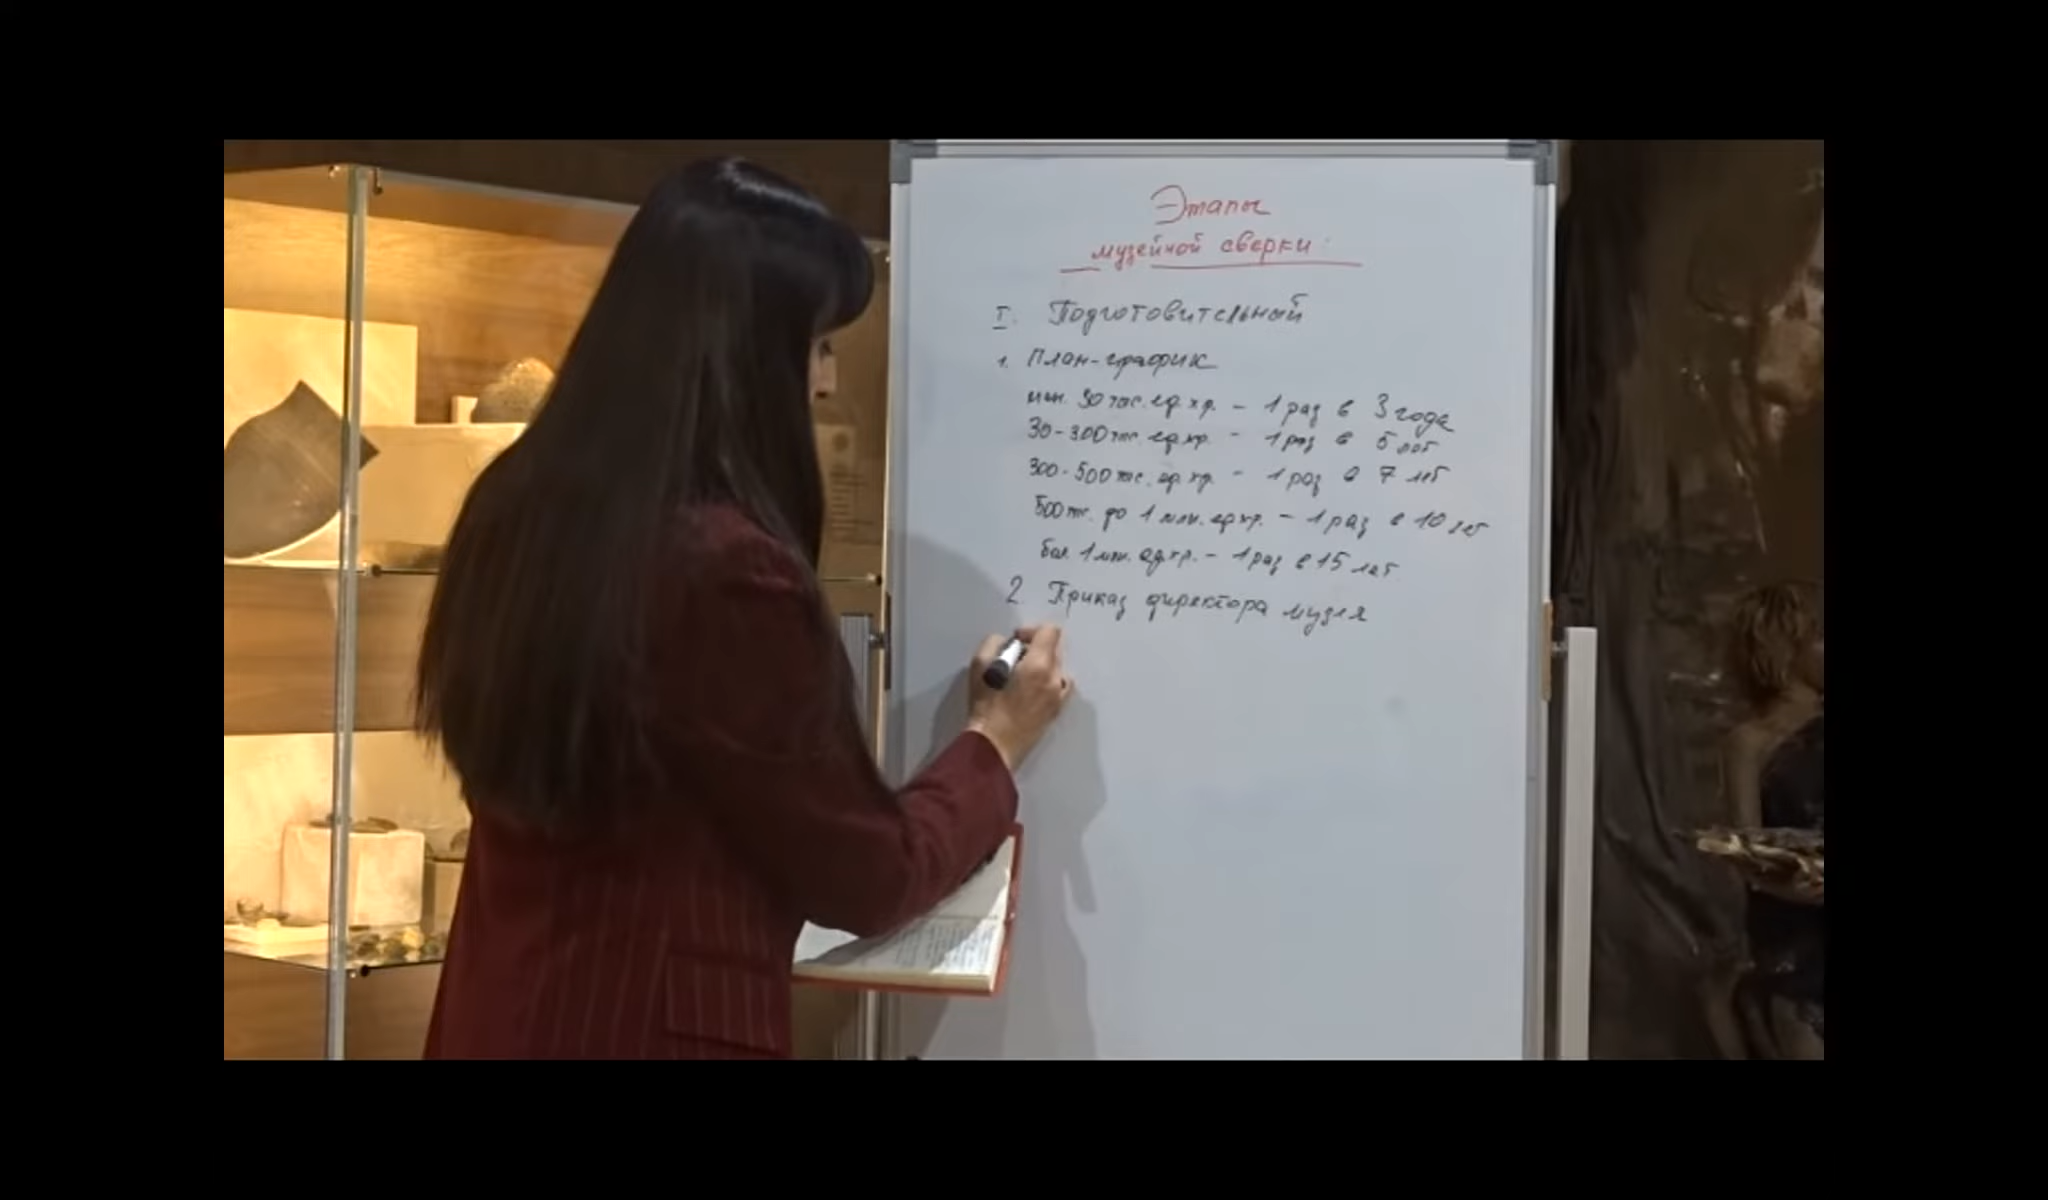 Этапы
музейной сверки:
I. Подготовительный
1. План-график
мен. 30 тыс. ед. хр. - 1 раз в 3 года
30-300 тыс. ед. хр. - 1 раз в 5 лет
300-500 тыс. ед. хр. - 1 раз в 7 лет
500 тыс. до 1 млн. ед. хр. - 1 раз в 10 лет
бол. 1 млн. ед. хр. - 1 раз в 15 лет
2. Приказ директора музея